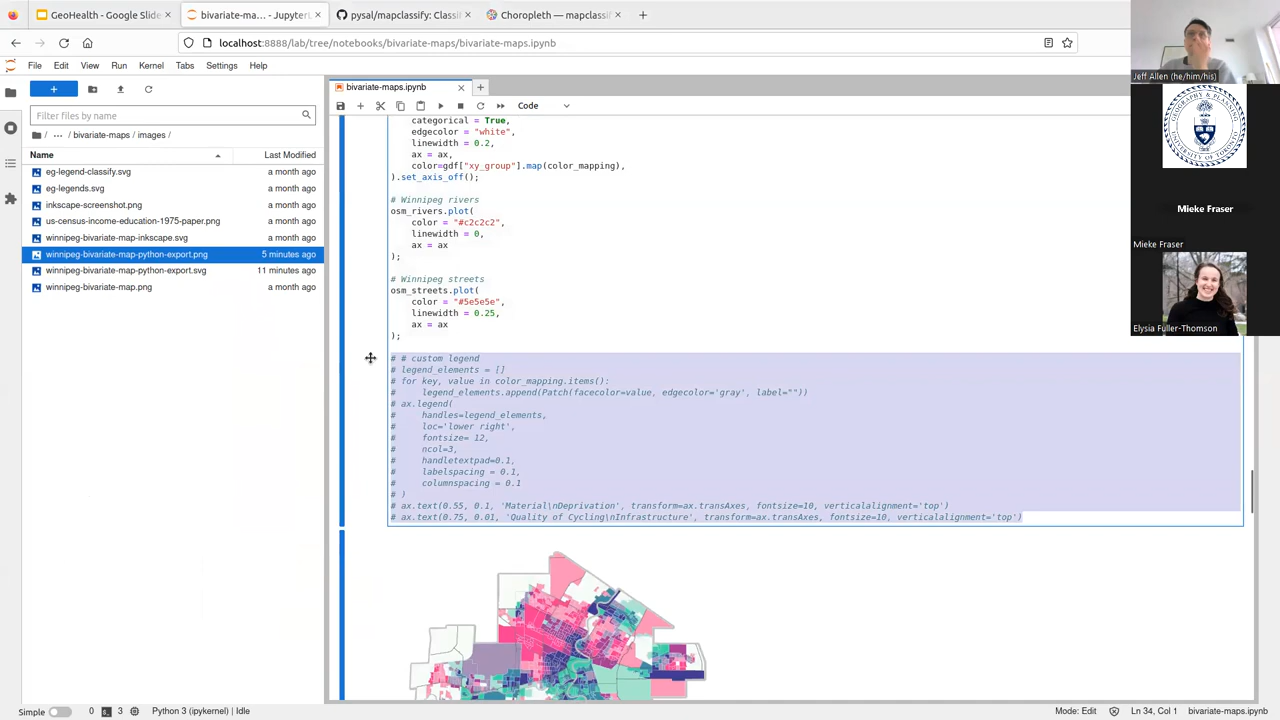 GeoHealth - Google Slide
bivariate-ma… - JupyterL
pysal/mapclassify: Classif
Choropleth — mapclassif
localhost:8888/lab/tree/notebooks/bivariate-maps/bivariate-maps.ipynb
Jeff Allen (he/him/his)
File Edit View Run Kernel Tabs Settings Help
bivariate-maps.ipynb
Code
Filter files by name
/ ... / bivariate-maps / images /
Name Last Modified
eg-legend-classify.svg a month ago
eg-legends.svg a month ago
inkscape-screenshot.png a month ago
us-census-income-education-1975-paper.png a month ago
winnipeg-bivariate-map-inkscape.svg a month ago
winnipeg-bivariate-map-python-export.png 5 minutes ago
winnipeg-bivariate-map-python-export.svg 11 minutes ago
winnipeg-bivariate-map.png a month ago
categorical = True,
edgecolor = "white",
linewidth = 0.2,
ax = ax,
color=gdf["xy_group"].map(color_mapping),
).set_axis_off();
# Winnipeg rivers
osm_rivers.plot(
color = "#c2c2c2",
linewidth = 0,
ax = ax
);
# Winnipeg streets
osm_streets.plot(
color = "#5e5e5e",
linewidth = 0.25,
ax = ax
);
# # custom legend
# legend_elements = []
# for key, value in color_mapping.items():
#     legend_elements.append(Patch(facecolor=value, edgecolor='gray', label=""))
# ax.legend(
#     handles=legend_elements,
#     loc='lower right',
#     fontsize= 12,
#     ncol=3,
#     handletextpad=0.1,
#     labelspacing = 0.1,
#     columnspacing = 0.1
# )
# ax.text(0.55, 0.1, 'Material\nDeprivation', transform=ax.transAxes, fontsize=10, verticalalignment='top')
# ax.text(0.75, 0.01, 'Quality of Cycling\nInfrastructure', transform=ax.transAxes, fontsize=10, verticalalignment='top')
Mieke Fraser
Mieke Fraser
Elysia Fuller-Thomson
Simple 0 3 Python 3 (ipykernel) | Idle
Mode: Edit Ln 34, Col 1 bivariate-maps.ipynb